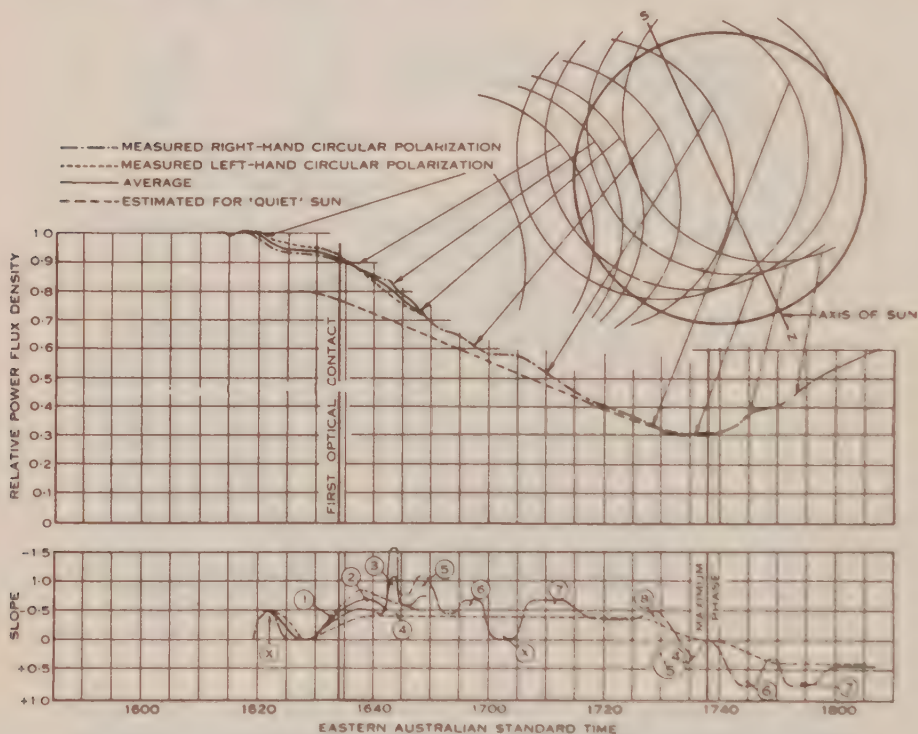 S
MEASURED RIGHT-HAND CIRCULAR POLARIZATION
MEASURED LEFT-HAND CIRCULAR POLARIZATION
AVERAGE
ESTIMATED FOR 'QUIET' SUN
AXIS OF SUN
N
RELATIVE POWER FLUX DENSITY
1·0
0·9
0·8
0·7
0·6
0·5
0·4
0·3
0·2
0·1
0
FIRST OPTICAL CONTACT
SLOPE
-1·5
1·0
-0·5
0
+0·5
+1·0
X
1
2
3
4
5
6
X
7
8
4
5
MAXIMUM PHASE
6
7
1600
1620
1640
1700
1720
1740
1800
EASTERN AUSTRALIAN STANDARD TIME